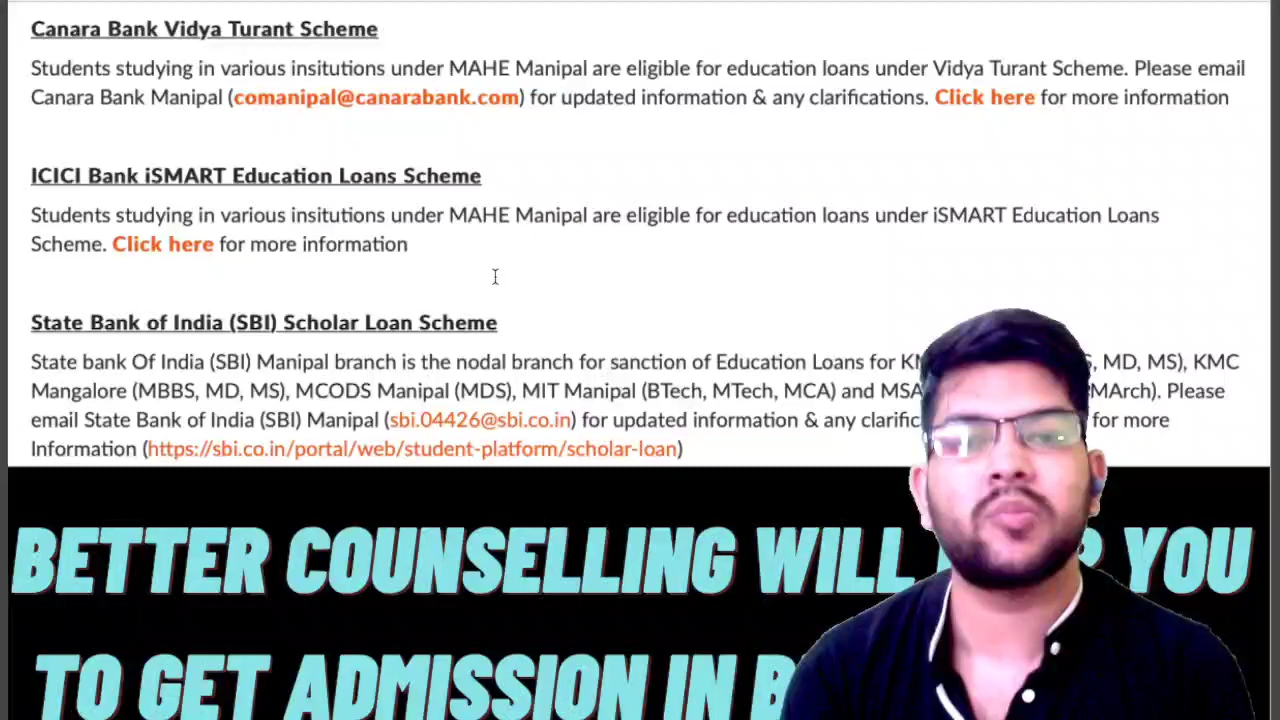 Canara Bank Vidya Turant Scheme
Students studying in various insitutions under MAHE Manipal are eligible for education loans under Vidya Turant Scheme. Please email
Canara Bank Manipal (comanipal@canarabank.com) for updated information & any clarifications. Click here for more information
ICICI Bank iSMART Education Loans Scheme
Students studying in various insitutions under MAHE Manipal are eligible for education loans under iSMART Education Loans
Scheme. Click here for more information
State Bank of India (SBI) Scholar Loan Scheme
State bank Of India (SBI) Manipal branch is the nodal branch for sanction of Education Loans for MD, MS), KMC
Mangalore (MBBS, MD, MS), MCODS Manipal (MDS), MIT Manipal (BTech, MTech, MCA) and Please
email State Bank of India (SBI) Manipal (sbi.04426@sbi.co.in) for updated information & any for more
Information (https://sbi.co.in/portal/web/student-platform/scholar-loan)
BETTER COUNSELLING WILL YOU
TO GET ADMISSION IN